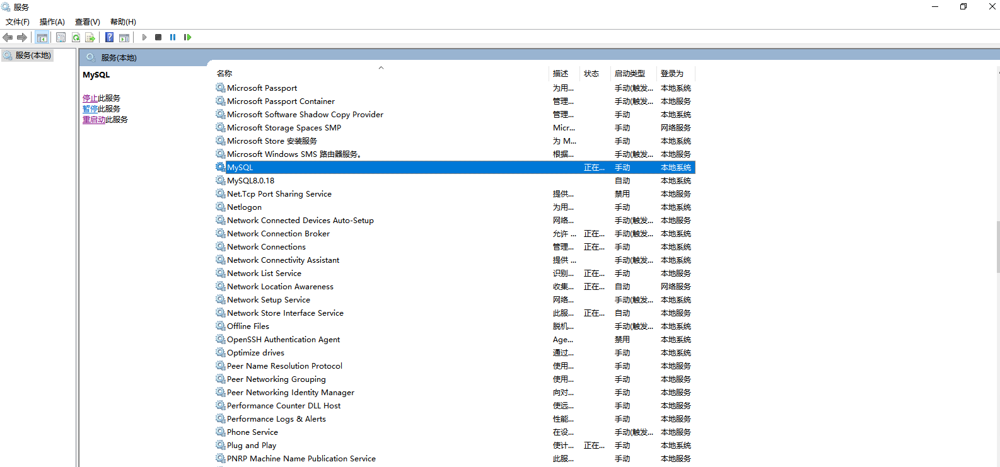 服务
文件(F) 操作(A) 查看(V) 帮助(H)
服务(本地)
服务(本地)
MySQL
停止此服务
暂停此服务
重启动此服务
名称 描述 状态 启动类型 登录为
Microsoft Passport 为用... 手动(触发... 本地系统
Microsoft Passport Container 管理... 手动(触发... 本地服务
Microsoft Software Shadow Copy Provider 管理... 手动 本地系统
Microsoft Storage Spaces SMP Micr... 手动 网络服务
Microsoft Store 安装服务 为 M... 手动 本地系统
Microsoft Windows SMS 路由器服务。 根据... 手动(触发... 本地服务
MySQL 正在... 手动 本地系统
MySQL8.0.18 自动 本地系统
Net.Tcp Port Sharing Service 提供... 禁用 本地服务
Netlogon 为用... 手动 本地系统
Network Connected Devices Auto-Setup 网络... 手动(触发... 本地服务
Network Connection Broker 允许 ... 正在... 手动(触发... 本地系统
Network Connections 管理... 正在... 手动 本地系统
Network Connectivity Assistant 提供 ... 手动(触发... 本地系统
Network List Service 识别... 正在... 手动 本地服务
Network Location Awareness 收集... 正在... 自动 网络服务
Network Setup Service 网络... 手动(触发... 本地系统
Network Store Interface Service 此服... 正在... 自动 本地服务
Offline Files 脱机... 手动(触发... 本地系统
OpenSSH Authentication Agent Age... 禁用 本地系统
Optimize drives 通过... 手动 本地系统
Peer Name Resolution Protocol 使用... 手动 本地服务
Peer Networking Grouping 使用... 手动 本地服务
Peer Networking Identity Manager 向对... 手动 本地服务
Performance Counter DLL Host 使远... 手动 本地服务
Performance Logs & Alerts 性能... 手动 本地服务
Phone Service 在设... 手动(触发... 本地服务
Plug and Play 使计... 正在... 手动 本地系统
PNRP Machine Name Publication Service 此服... 手动 本地服务